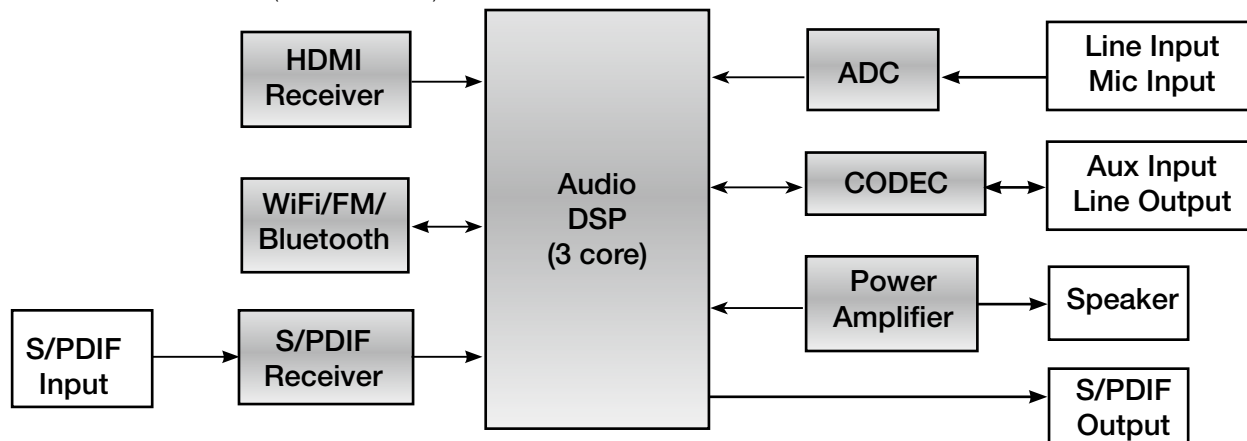 HDMI
Receiver
WiFi/FM/
Bluetooth
S/PDIF
Input
S/PDIF
Receiver
Audio
DSP
(3 core)
ADC
Line Input
Mic Input
CODEC
Aux Input
Line Output
Power
Amplifier
Speaker
S/PDIF
Output